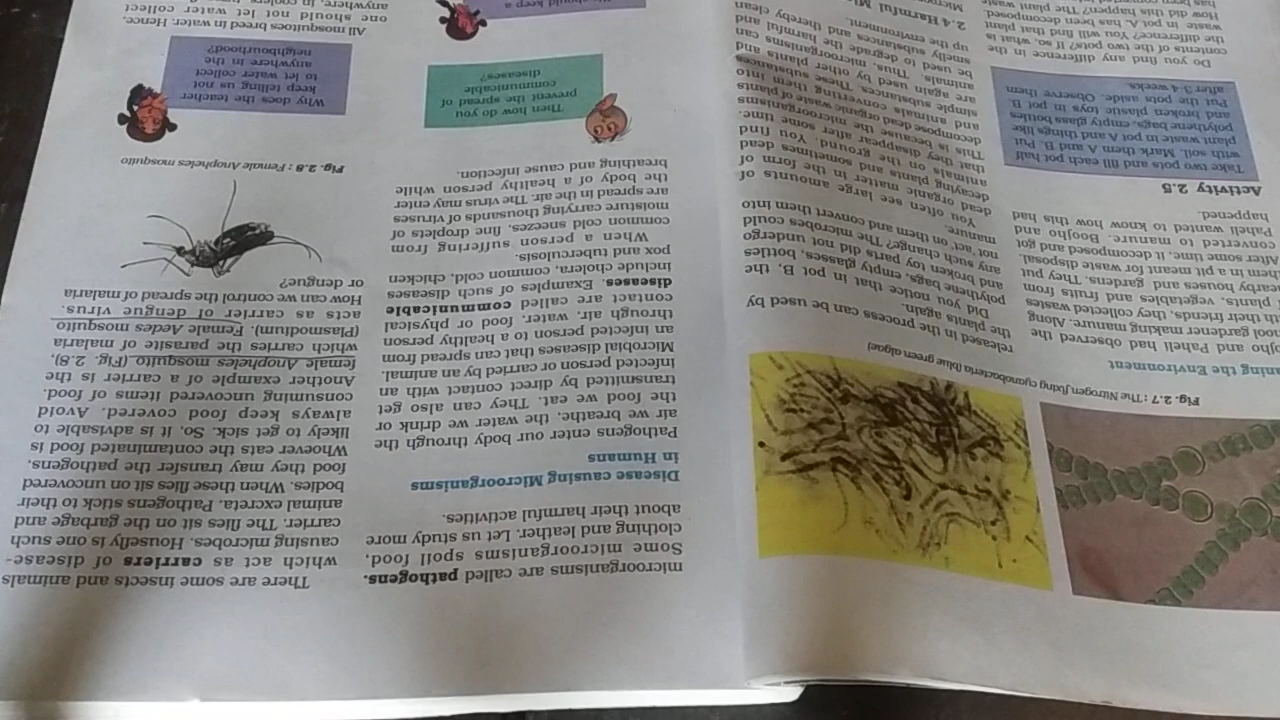 Fig. 2.7 : The Nitrogen fixing cyanobacteria (blue green algae)
aning the Environment
ojho and Paheli had observed the
ool gardener making manure. Along
th their friends, they collected wastes
plants, vegetables and fruits from
nearby houses and gardens. They put
them in a pit meant for waste disposal.
After some time, it decomposed and got
converted to manure. Boojho and
Paheli wanted to know how this had
happened.
Activity 2.5
Take two pots and fill each pot half
with soil. Mark them A and B. Put
plant waste in pot A and things like
polythene bags, empty glass bottles
and broken plastic toys in pot B.
Put the pots aside. Observe them
after 3-4 weeks.
Do you find any difference in the
contents of the two pots? If so, what is
the difference? You will find that plant
waste in pot A has been decomposed.
How did this happen? The plant waste
has been converted
released in the process can be used by
the plants again.
Did you notice that in pot B, the
polythene bags, empty glasses, bottles
and broken toy parts did not undergo
any such change? The microbes could
not 'act' on them and convert them into
manure.
You often see large amounts of
dead organic matter in the form of
decaying plants and sometimes dead
animals on the ground. You find
that they disappear after some time.
This is because the microorganisms
decompose dead organic waste of plants
and animals converting them into
simple substances. These substances
are again used by other plants and
animals. Thus, microorganisms can
be used to degrade the harmful and
smelly substances and thereby clean
up the environment.
2.4 Harmful
microorganisms are called pathogens.
Some microorganisms spoil food,
clothing and leather. Let us study more
about their harmful activities.
Disease causing Microorganisms
in Humans
Pathogens enter our body through the
air we breathe, the water we drink or
the food we eat. They can also get
transmitted by direct contact with an
infected person or carried by an animal.
Microbial diseases that can spread from
an infected person to a healthy person
through air, water, food or physical
contact are called communicable
diseases. Examples of such diseases
include cholera, common cold, chicken
pox and tuberculosis.
When a person suffering from
common cold sneezes, fine droplets of
moisture carrying thousands of viruses
are spread in the air. The virus may enter
the body of a healthy person while
breathing and cause infection.
Then how do you
prevent the spread of
communicable
diseases?
should keep a
There are some insects and animals
which act as carriers of disease-
causing microbes. Housefly is one such
carrier. The flies sit on the garbage and
animal excreta. Pathogens stick to their
bodies. When these flies sit on uncovered
food they may transfer the pathogens.
Whoever eats the contaminated food is
likely to get sick. So, it is advisable to
always keep food covered. Avoid
consuming uncovered items of food.
Another example of a carrier is the
female Anopheles mosquito (Fig. 2.8),
which carries the parasite of malaria
(Plasmodium). Female Aedes mosquito
acts as carrier of dengue virus.
How can we control the spread of malaria
or dengue?
Fig. 2.8 : Female Anopheles mosquito
Why does the teacher
keep telling us not
to let water collect
anywhere in the
neighbourhood?
All mosquitoes breed in water. Hence,
one should not let water collect
anywhere, in coolers,